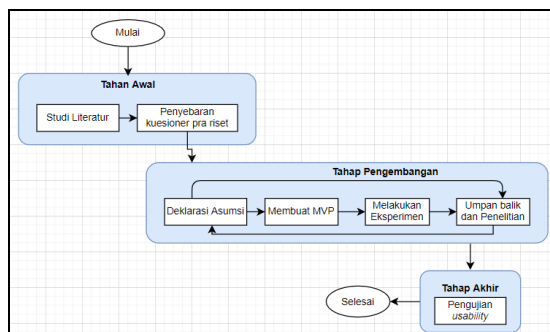 Mulai
Tahan Awal
Studi Literatur
Penyebaran
kuesioner pra riset
Tahap Pengembangan
Deklarasi Asumsi
Membuat MVP
Melakukan
Eksperimen
Umpan balik
dan Penelitian
Tahap Akhir
Selesai
Pengujian
usability